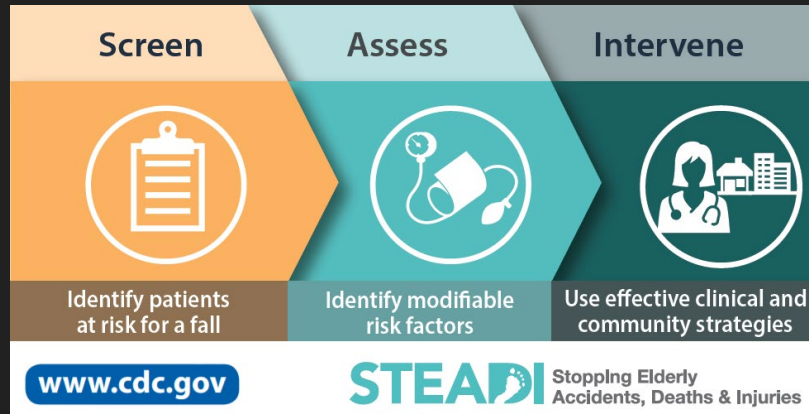 Screen
Assess
Intervene
Identify patients
at risk for a fall
Identify modifiable
risk factors
Use effective clinical and
community strategies
www.cdc.gov
STEADI
Stopping Elderly
Accidents, Deaths & Injuries